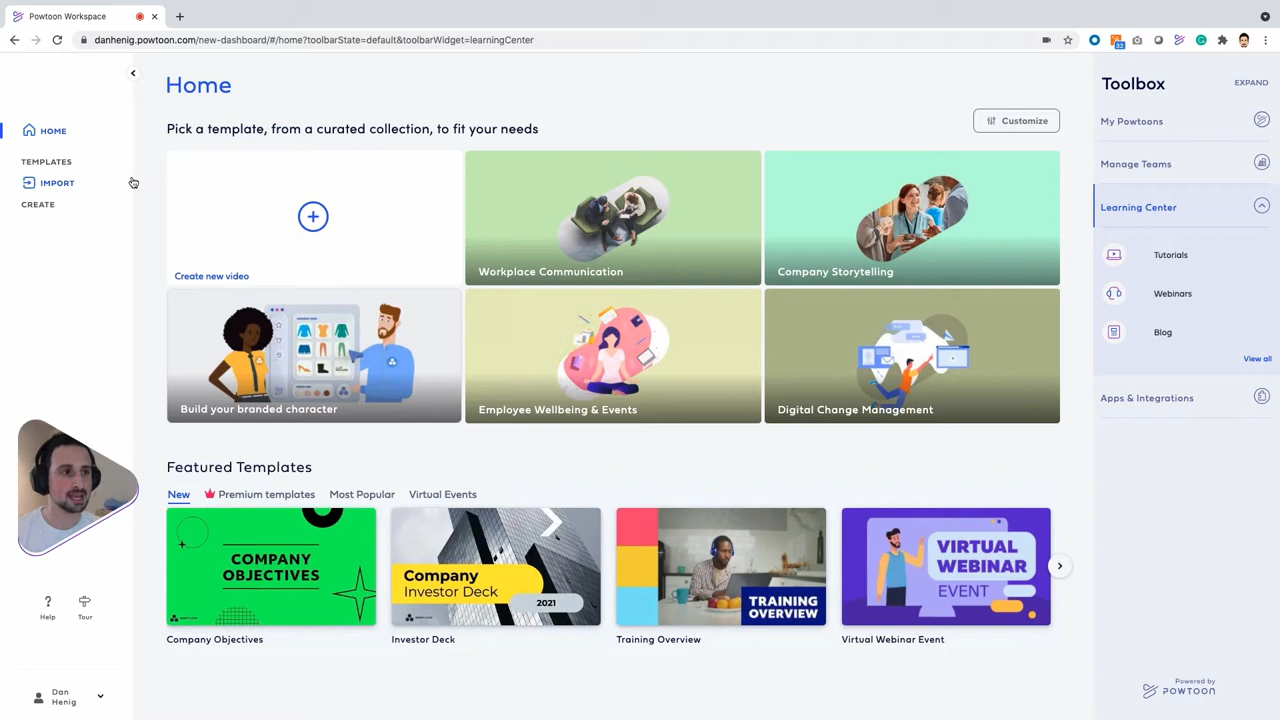 Powtoon Workspace
danhenig.powtoon.com/new-dashboard/#/home?toolbarState=default&toolbarWidget=learningCenter
HOME
TEMPLATES
IMPORT
CREATE
Help
Tour
Dan
Henig
Home
Pick a template, from a curated collection, to fit your needs
Customize
Create new video
Workplace Communication
Company Storytelling
Build your branded character
Employee Wellbeing & Events
Digital Change Management
Featured Templates
New
Premium templates
Most Popular
Virtual Events
COMPANY
OBJECTIVES
Company
Investor Deck
2021
TRAINING
OVERVIEW
VIRTUAL
WEBINAR
EVENT
Company Objectives
Investor Deck
Training Overview
Virtual Webinar Event
Toolbox
EXPAND
My Powtoons
Manage Teams
Learning Center
Tutorials
Webinars
Blog
View all
Apps & Integrations
Powered by
POWTOON